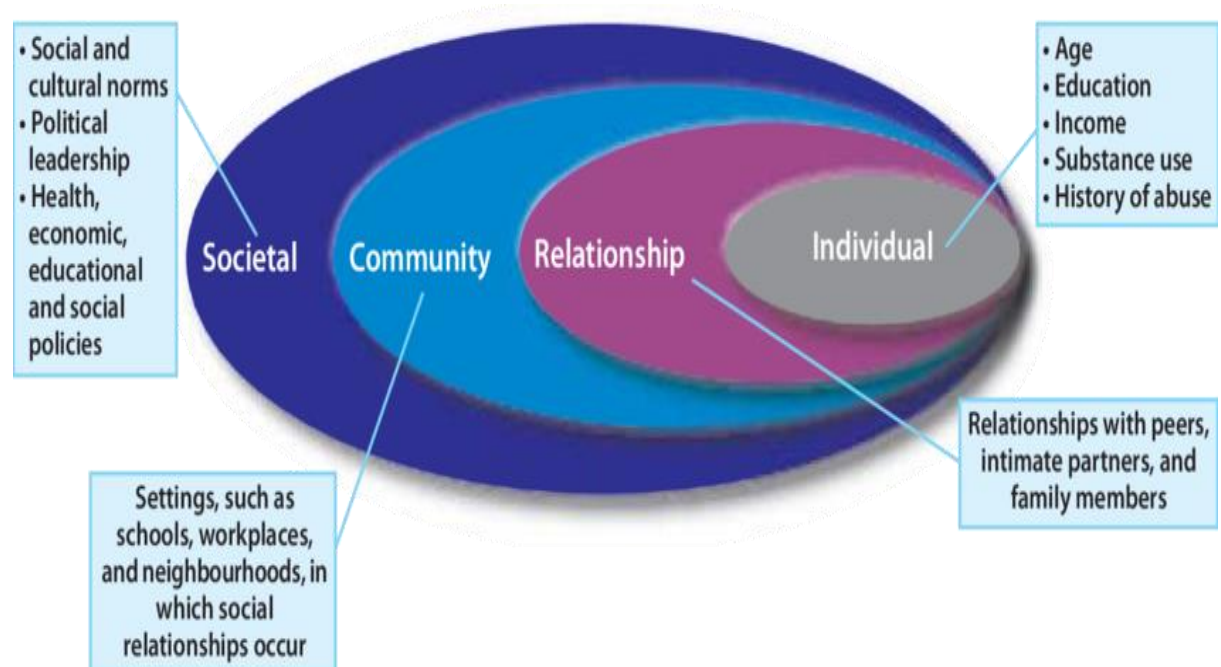 • Social and
cultural norms
• Political
leadership
• Health,
economic,
educational
and social
policies
• Age
• Education
• Income
• Substance use
• History of abuse
Societal
Community
Relationship
Individual
Settings, such as
schools, workplaces,
and neighbourhoods, in
which social
relationships occur
Relationships with peers,
intimate partners, and
family members